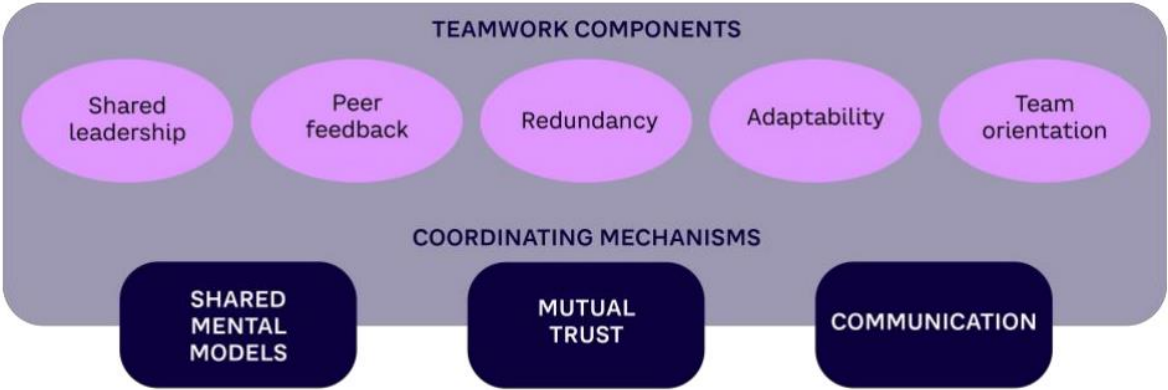 TEAMWORK COMPONENTS
Shared
leadership
Peer
feedback
Redundancy
Adaptability
Team
orientation
COORDINATING MECHANISMS
SHARED
MENTAL
MODELS
MUTUAL
TRUST
COMMUNICATION